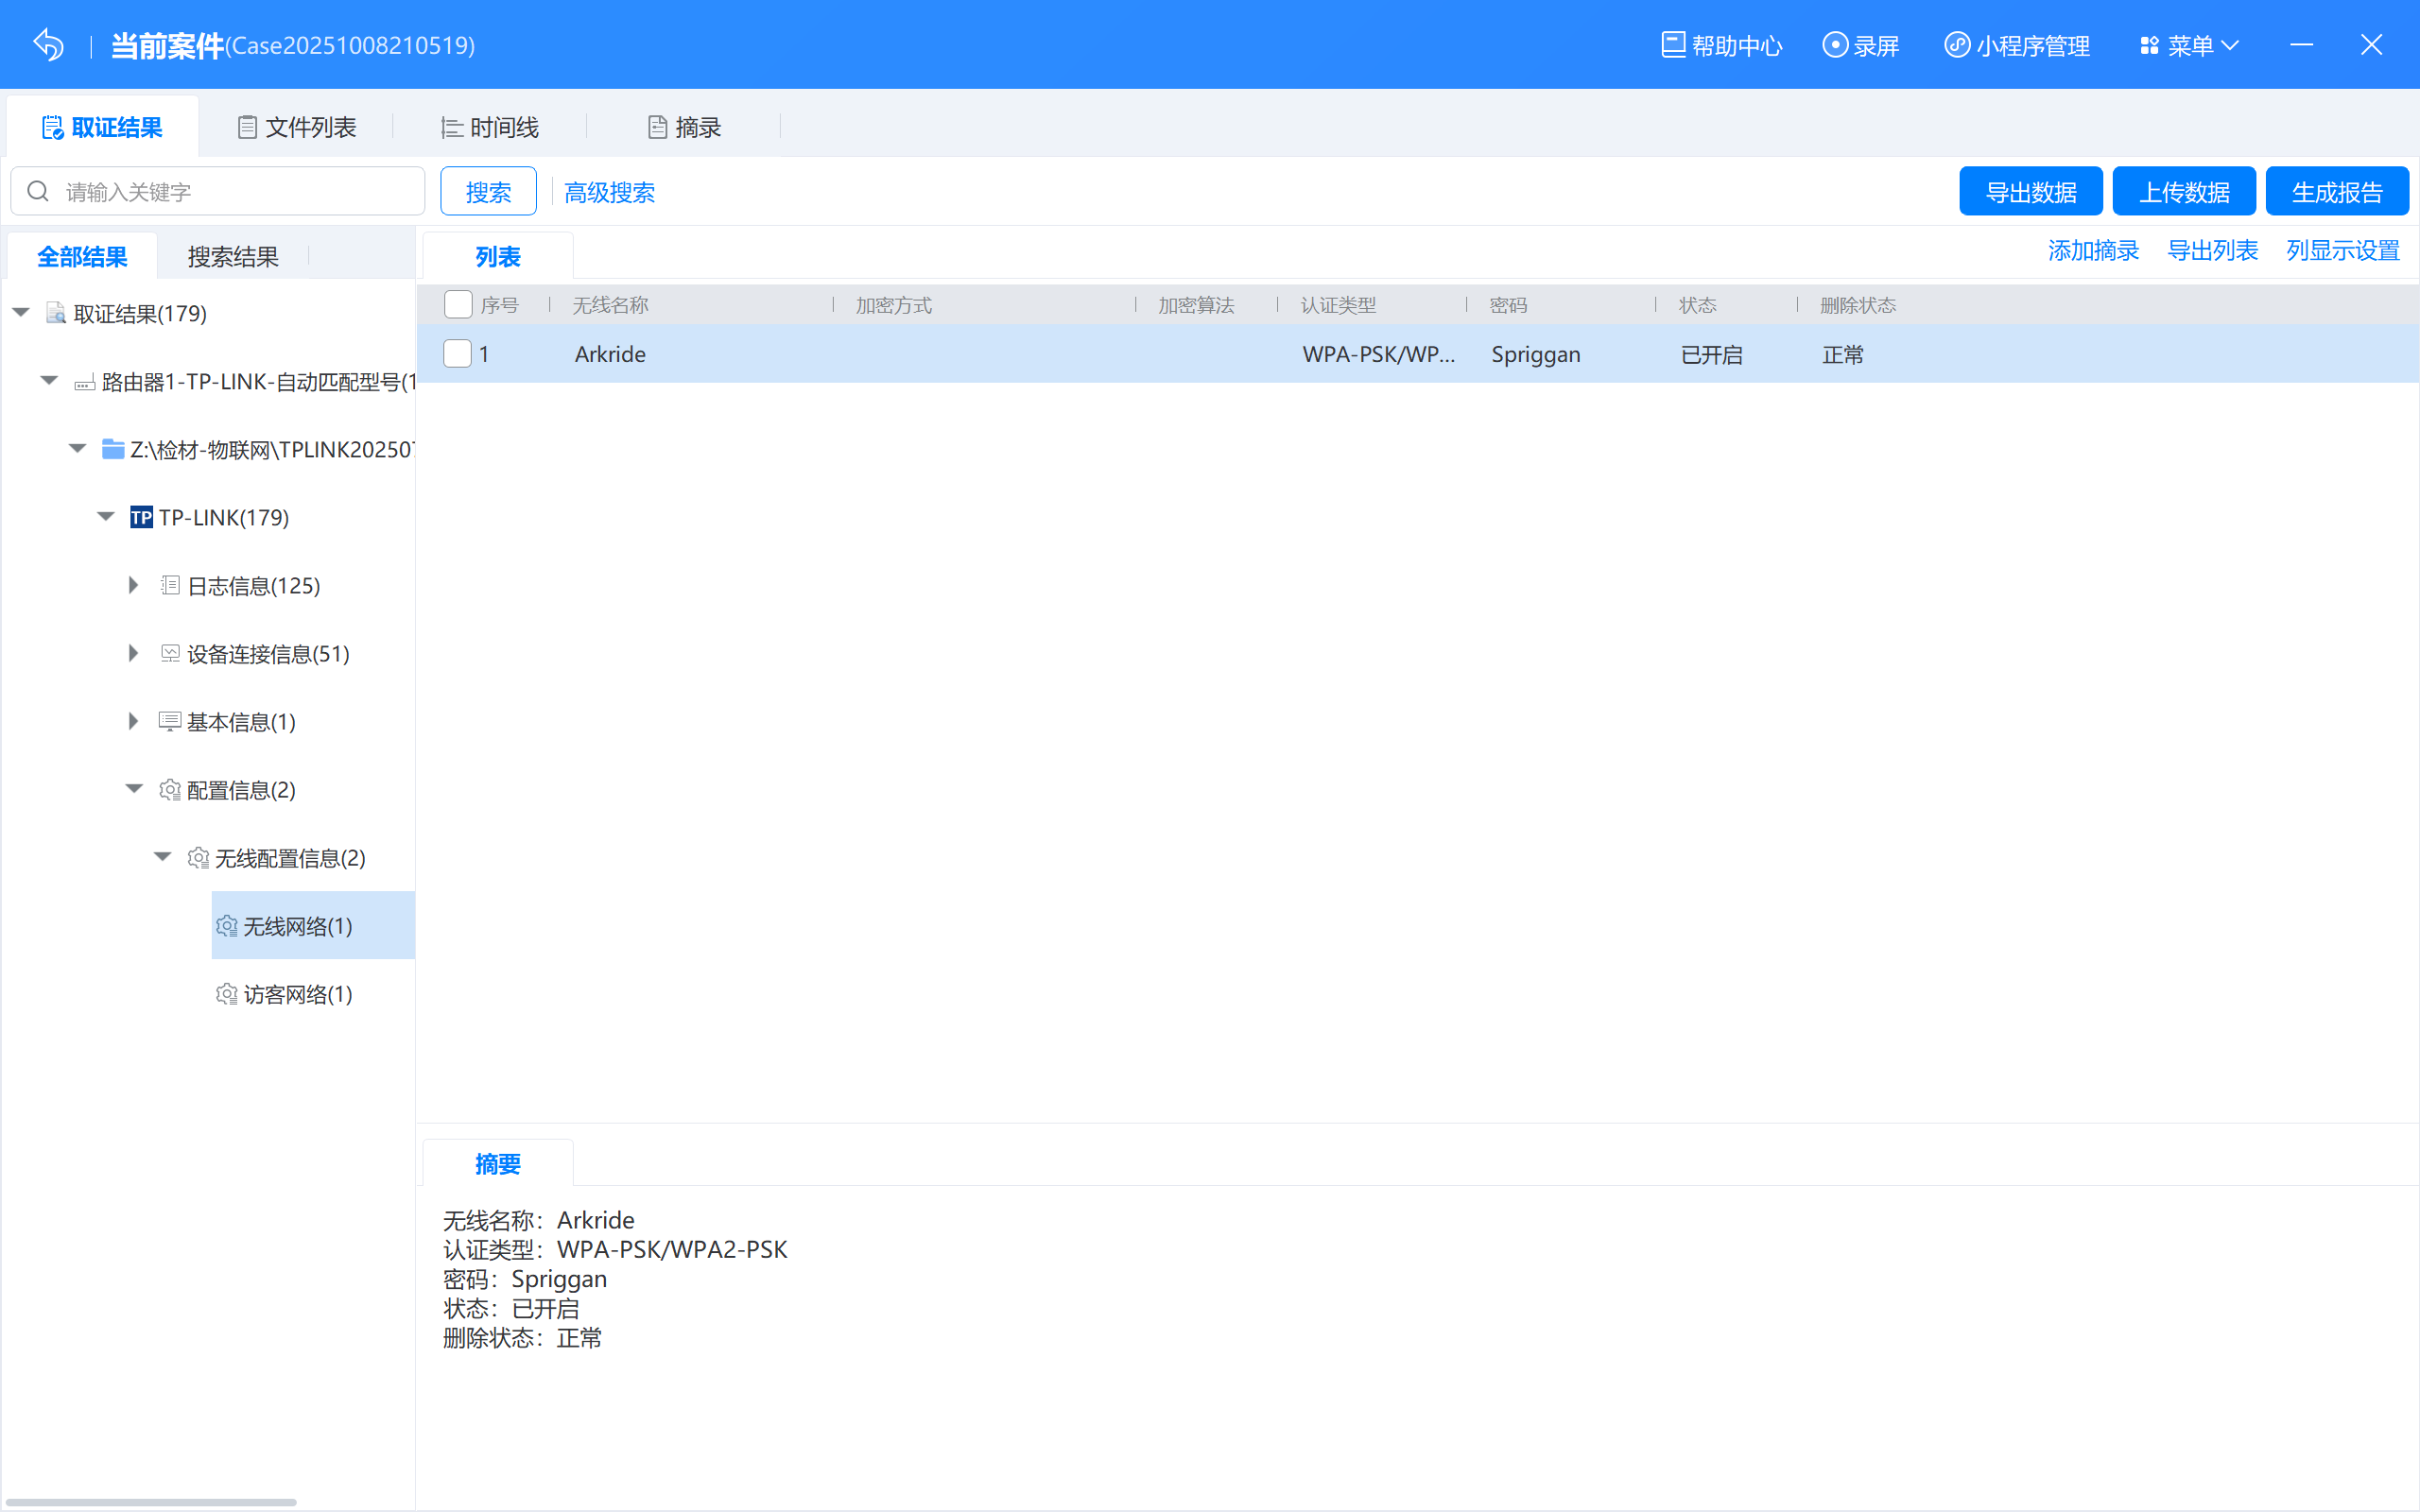 当前案件(Case20251008210519)
帮助中心
录屏
小程序管理
菜单
取证结果
文件列表
时间线
摘录
请输入关键字
搜索
高级搜索
导出数据
上传数据
生成报告
全部结果
搜索结果
列表
添加摘录
导出列表
列显示设置
取证结果(179)
路由器1-TP-LINK-自动匹配型号(1
Z:\检材-物联网\TPLINK20250
TP TP-LINK(179)
日志信息(125)
设备连接信息(51)
基本信息(1)
配置信息(2)
无线配置信息(2)
无线网络(1)
访客网络(1)
序号 无线名称 加密方式 加密算法 认证类型 密码 状态 删除状态
1 Arkride WPA-PSK/WP... Spriggan 已开启 正常
摘要
无线名称：Arkride
认证类型：WPA-PSK/WPA2-PSK
密码：Spriggan
状态：已开启
删除状态：正常